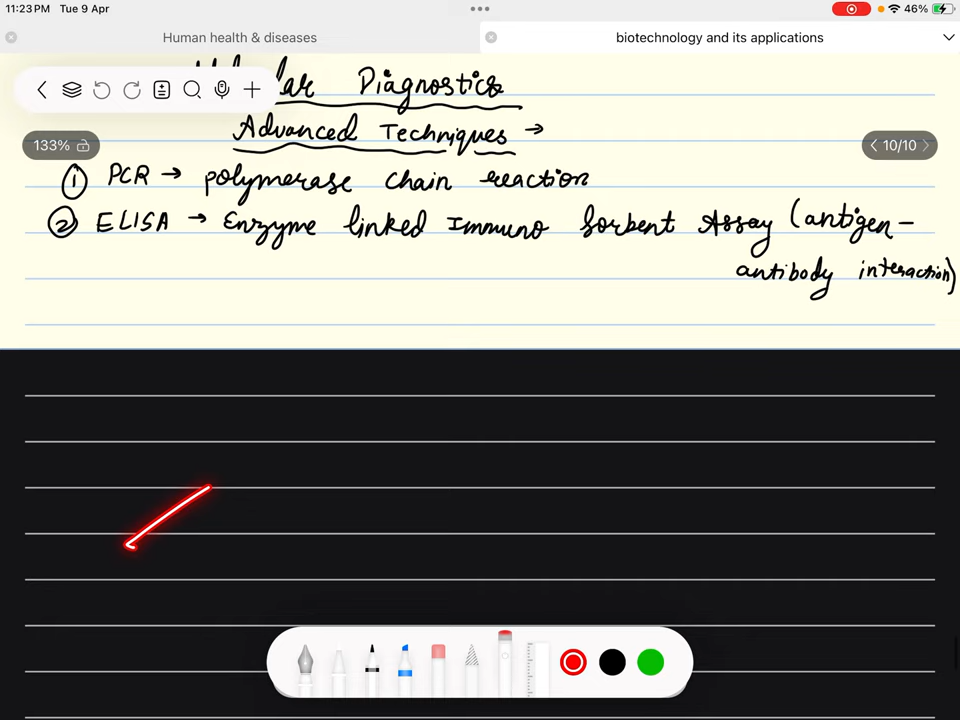 11:23 PM Tue 9 Apr
46%
Human health & diseases
biotechnology and its applications
Diagnostics
133%
Advanced Techniques →
10/10
① PCR → polymerase chain reaction
② ELISA → Enzyme linked Immuno Sorbent Assay (antigen-
antibody interaction)